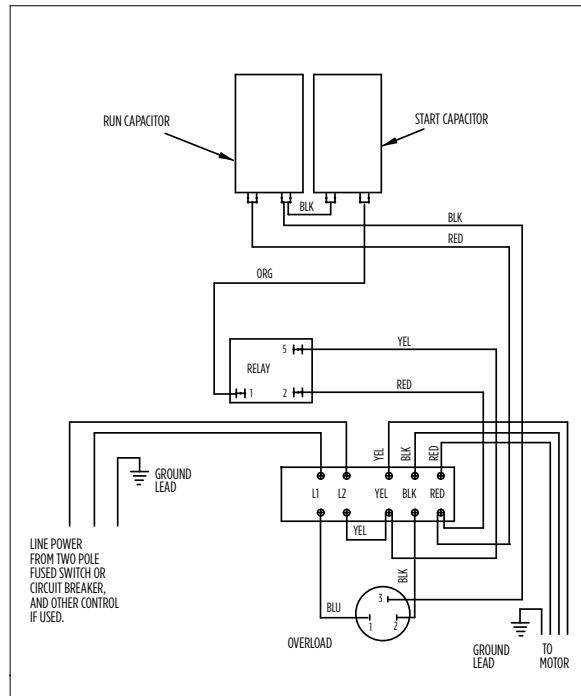 RUN CAPACITOR
START CAPACITOR
BLK
BLK
RED
ORG
YEL
5
RELAY
1
2
RED
YEL
BLK
RED
GROUND
LEAD
L1
L2
YEL
BLK
RED
YEL
LINE POWER
FROM TWO POLE
FUSED SWITCH OR
CIRCUIT BREAKER,
AND OTHER CONTROL
IF USED.
BLK
BLU
3
1
2
OVERLOAD
GROUND
LEAD
TO
MOTOR